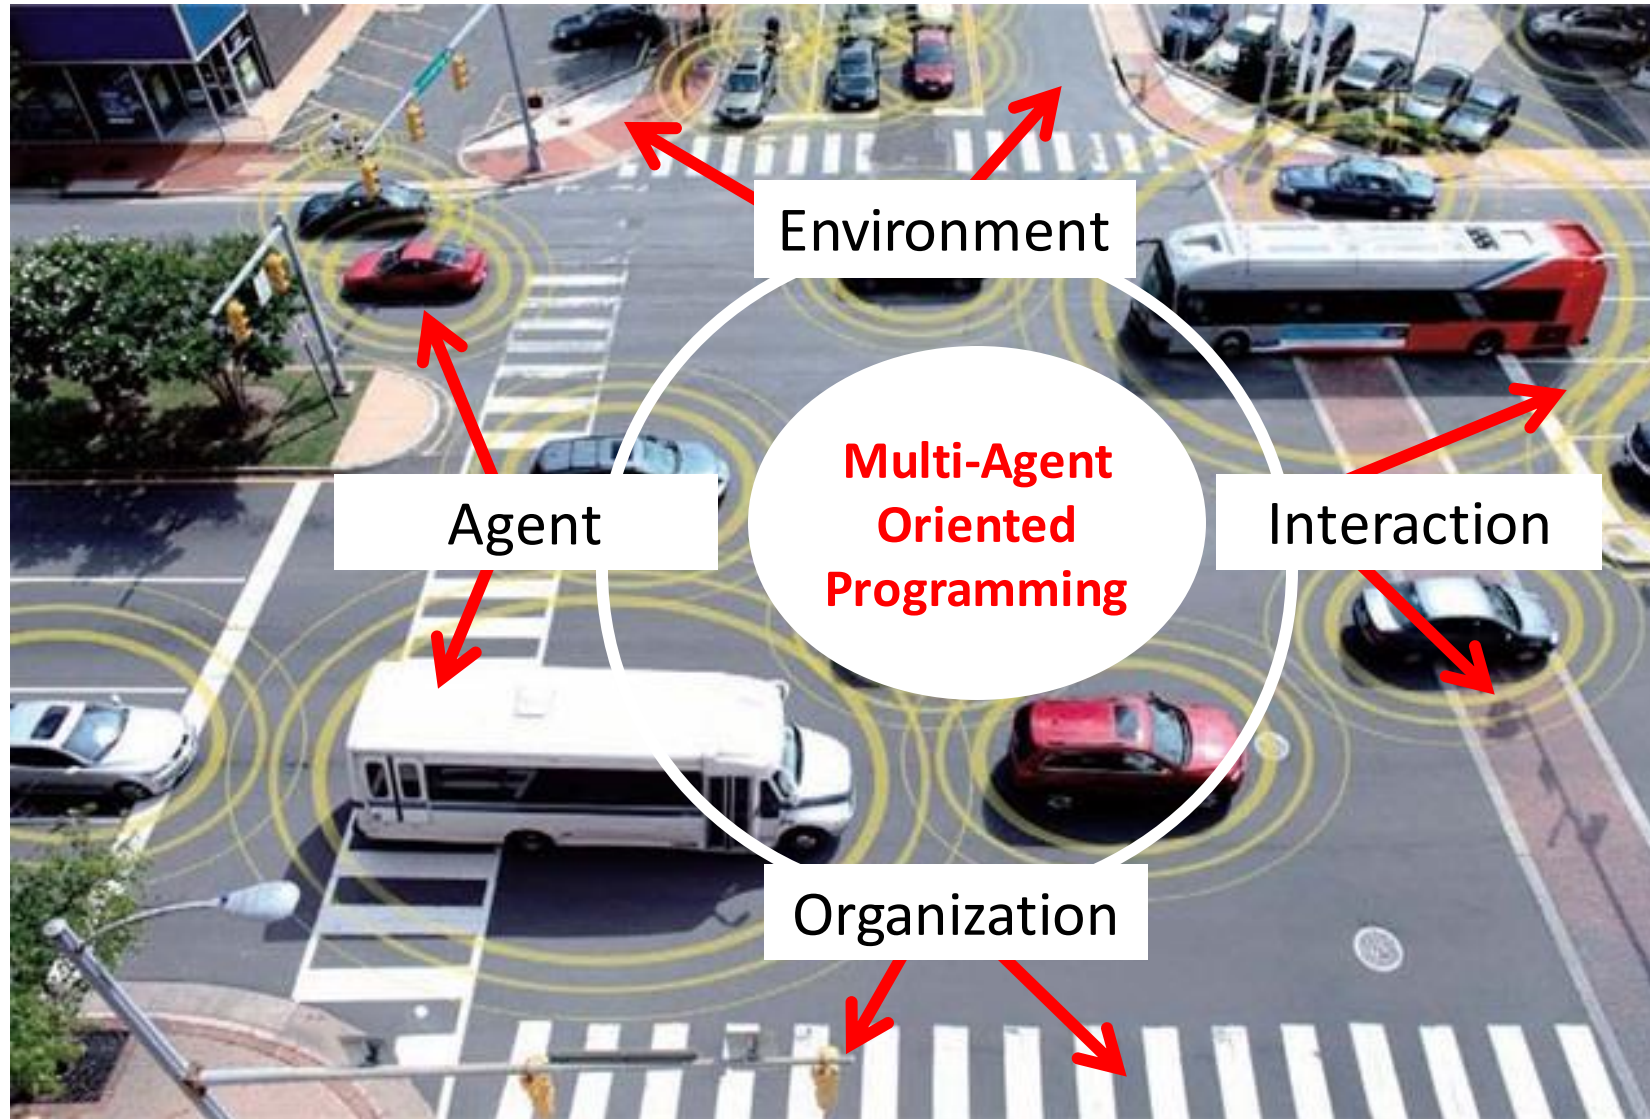 Environment
Multi-Agent
Oriented
Programming
Agent
Interaction
Organization